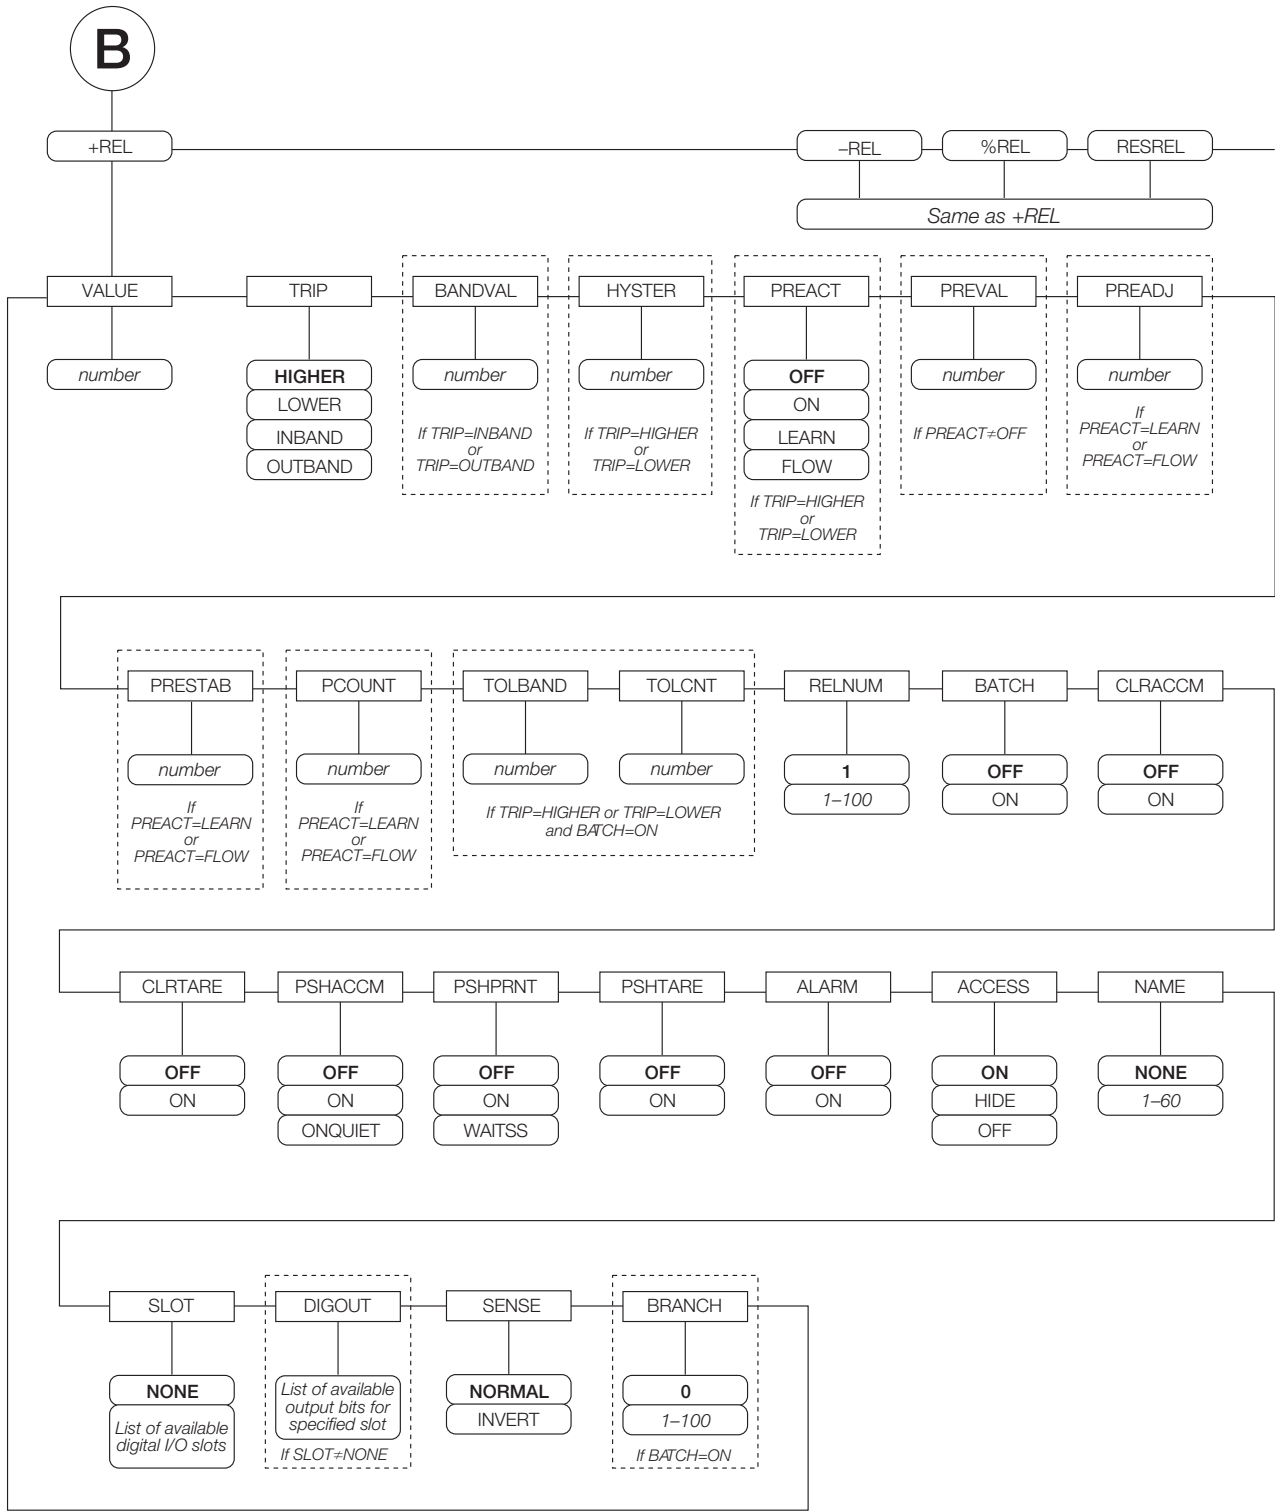 B
+REL
–REL
%REL
RESREL
Same as +REL
VALUE
TRIP
BANDVAL
HYSTER
PREACT
PREVAL
PREADJ
number
HIGHER
LOWER
INBAND
OUTBAND
number
If TRIP=INBAND
or
TRIP=OUTBAND
number
If TRIP=HIGHER
or
TRIP=LOWER
OFF
ON
LEARN
FLOW
If TRIP=HIGHER
or
TRIP=LOWER
number
If PREACT≠OFF
number
If
PREACT=LEARN
or
PREACT=FLOW
PRESTAB
PCOUNT
TOLBAND
TOLCNT
RELNUM
BATCH
CLRACCM
number
If
PREACT=LEARN
or
PREACT=FLOW
number
If
PREACT=LEARN
or
PREACT=FLOW
number
number
If TRIP=HIGHER or TRIP=LOWER
and BATCH=ON
1
1–100
OFF
ON
OFF
ON
CLRTARE
PSHACCM
PSHPRNT
PSHTARE
ALARM
ACCESS
NAME
OFF
ON
OFF
ON
ONQUIET
OFF
ON
WAITSS
OFF
ON
OFF
ON
ON
HIDE
OFF
NONE
1–60
SLOT
DIGOUT
SENSE
BRANCH
NONE
List of available
digital I/O slots
List of available
output bits for
specified slot
If SLOT≠NONE
NORMAL
INVERT
0
1–100
If BATCH=ON